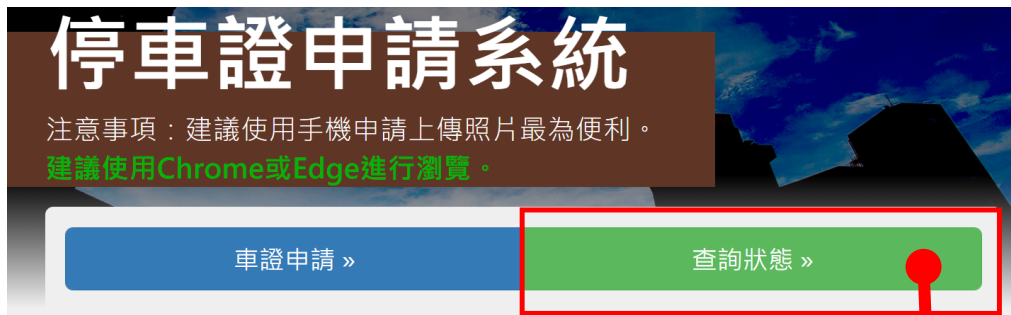 停車證申請系統
注意事項：建議使用手機申請上傳照片最為便利。
建議使用Chrome或Edge進行瀏覽。
車證申請 »
查詢狀態 »